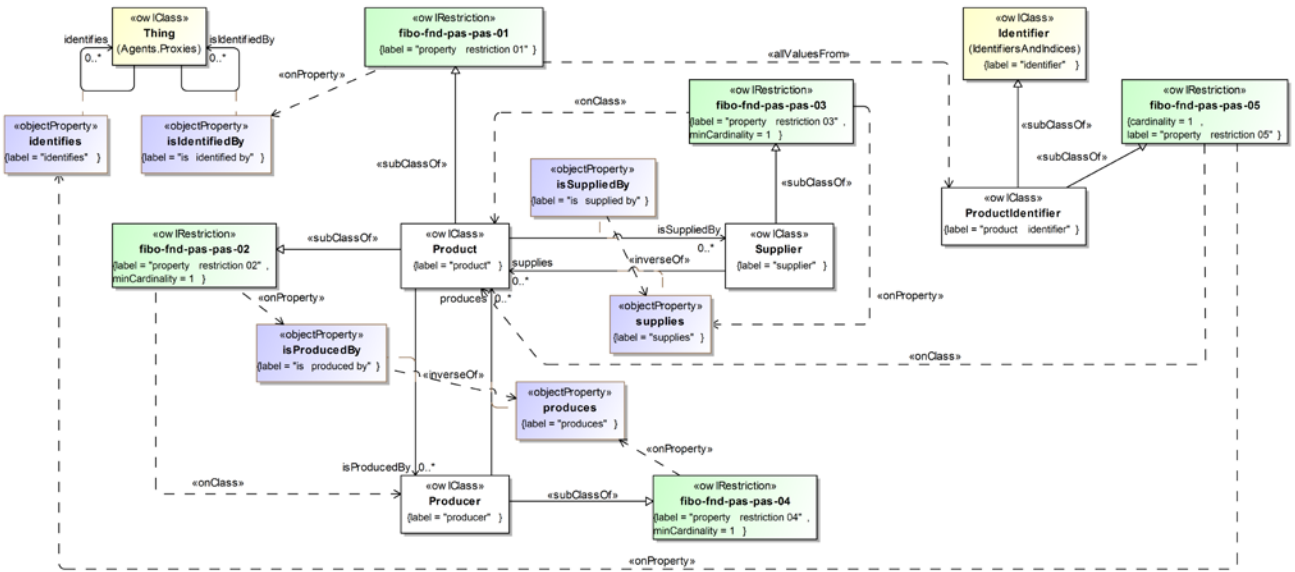 «owlClass»
Thing
(Agents.Proxies)
identifies
isIdentifiedBy
0..*
0..*
«owlRestriction»
fibo-fnd-pas-pas-01
{label = "property restriction 01" }
«owlClass»
Identifier
(IdentifiersAndIndices)
{label = "identifier" }
«allValuesFrom»
«onProperty»
«owlRestriction»
fibo-fnd-pas-pas-03
{label = "property restriction 03" ,
minCardinality = 1 }
«owlRestriction»
fibo-fnd-pas-pas-05
{cardinality = 1 ,
label = "property restriction 05" }
«onClass»
«objectProperty»
identifies
{label = "identifies" }
«objectProperty»
isIdentifiedBy
{label = "is identified by" }
«subClassOf»
«subClassOf»
«subClassOf»
«subClassOf»
«objectProperty»
isSuppliedBy
{label = "is supplied by" }
«owlClass»
ProductIdentifier
{label = "product identifier" }
«owlRestriction»
fibo-fnd-pas-pas-02
{label = "property restriction 02" ,
minCardinality = 1 }
«subClassOf»
«owlClass»
Product
{label = "product" }
isSuppliedBy
0..*
«owlClass»
Supplier
{label = "supplier" }
supplies
0..*
«inverseOf»
«onProperty»
produces
0..*
«onProperty»
«objectProperty»
supplies
{label = "supplies" }
«objectProperty»
isProducedBy
{label = "is produced by" }
«onClass»
«inverseOf»
«objectProperty»
produces
{label = "produces" }
«onProperty»
isProducedBy
0..*
«onClass»
«owlClass»
Producer
{label = "producer" }
«subClassOf»
«owlRestriction»
fibo-fnd-pas-pas-04
{label = "property restriction 04" ,
minCardinality = 1 }
«onProperty»